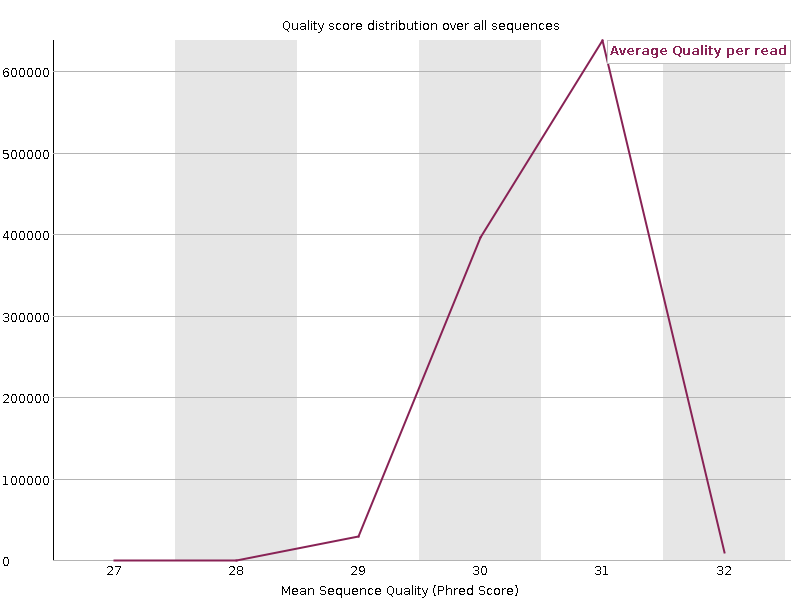 Quality score distribution over all sequences
Average Quality per read
600000
500000
400000
300000
200000
100000
0
27 28 29 30 31 32
Mean Sequence Quality (Phred Score)